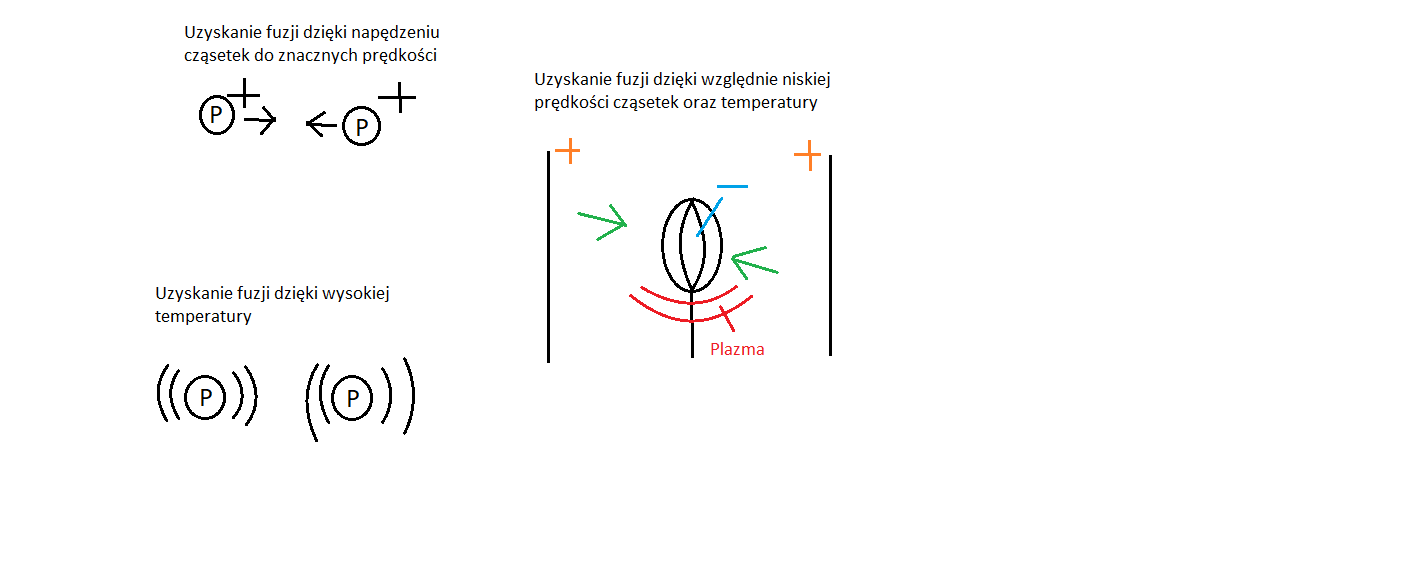 Uzyskanie fuzji dzięki napędzeniu
cząsetek do znacznych prędkości
P
P
Uzyskanie fuzji dzięki względnie niskiej
prędkości cząsetek oraz temperatury
Plazma
Uzyskanie fuzji dzięki wysokiej
temperatury
P
P